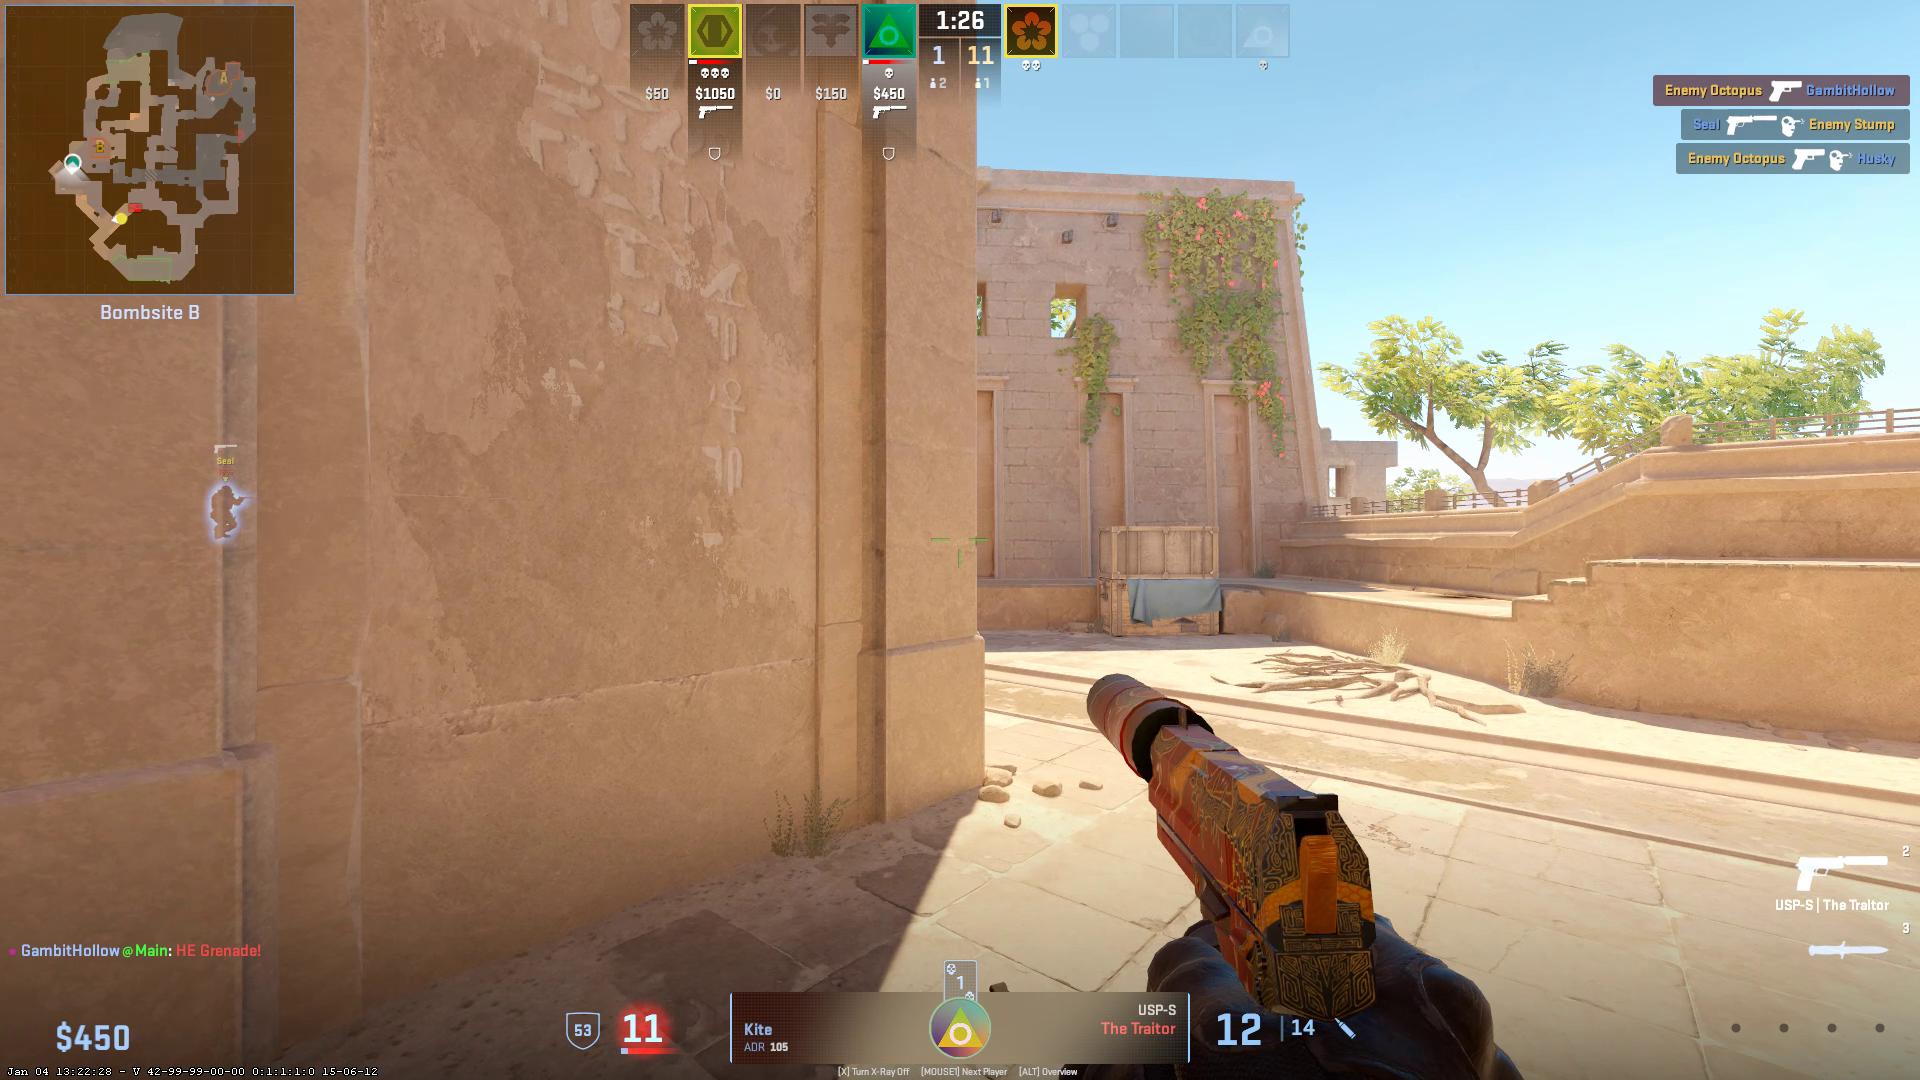 A
B
Bombsite B
$50
$1050
$0
$150
$450
1:26
1
11
2
1
Enemy Octopus GambitHollow
Seal Enemy Stump
Enemy Octopus Husky
Seal
2
USP-S | The Traitor
3
GambitHollow@Main: HE Grenade!
$450
53
11
1
Kite
ADR 105
USP-S
The Traitor
12 | 14
Jan 04 13:22:28 - V 42-99-99-00-00 0:1:1:1:0 15-06-12
[X] Turn X-Ray Off [MOUSE1] Next Player [ALT] Overview